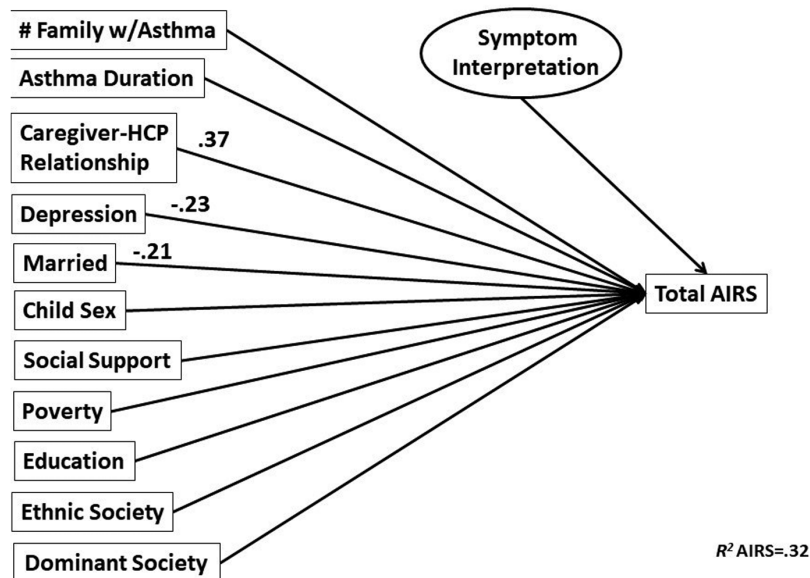 # Family w/Asthma
Asthma Duration
Caregiver-HCP
Relationship
.37
Depression
-.23
Married
-.21
Child Sex
Social Support
Poverty
Education
Ethnic Society
Dominant Society
Symptom
Interpretation
Total AIRS
R² AIRS=.32